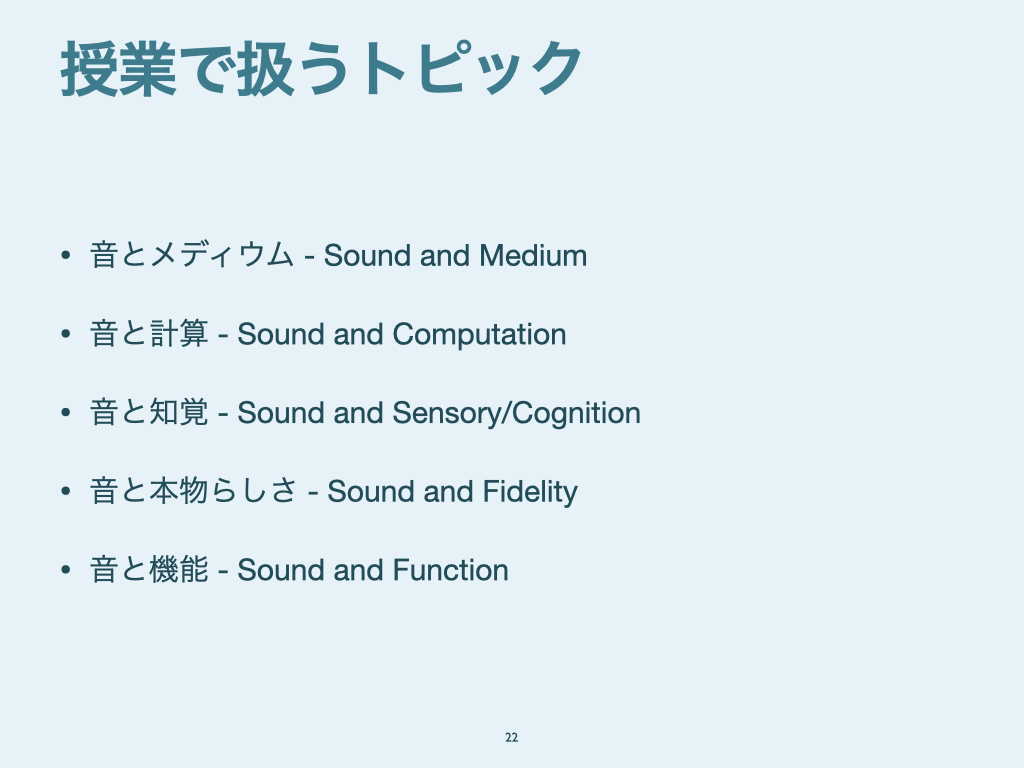 授業で扱うトピック
• 音とメディウム - Sound and Medium
• 音と計算 - Sound and Computation
• 音と知覚 - Sound and Sensory/Cognition
• 音と本物らしさ - Sound and Fidelity
• 音と機能 - Sound and Function
22